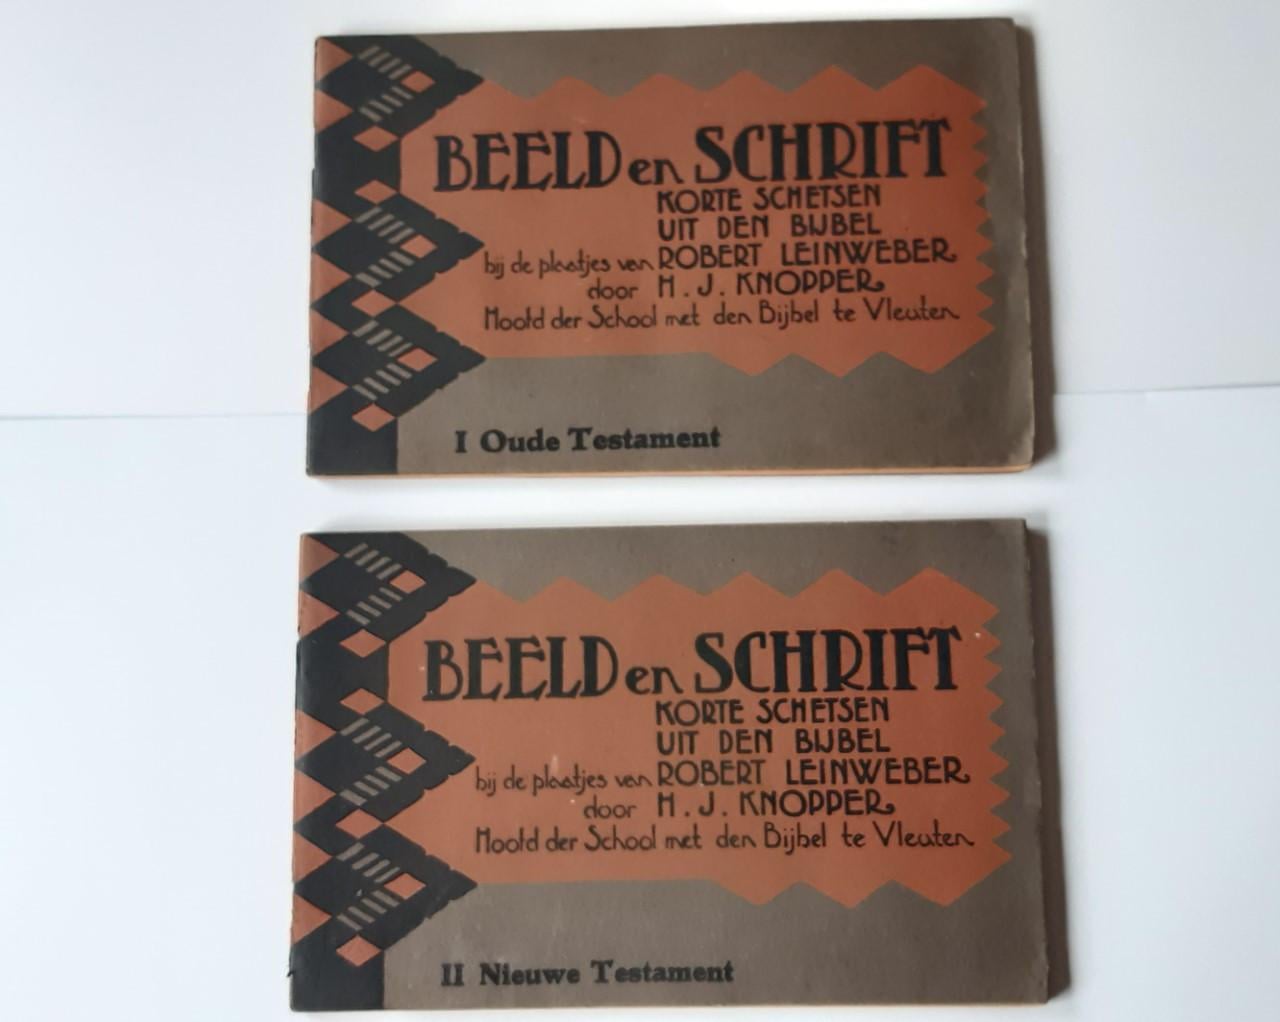 BEELD en SCHRIFT
KORTE SCHETSEN
UIT DEN BIJBEL
bij de plaatjes van ROBERT LEINWEBER
door H. J. KNOPPER
Hoofd der School met den Bijbel te Vleuten
I Oude Testament
BEELD en SCHRIFT
KORTE SCHETSEN
UIT DEN BIJBEL
bij de plaatjes van ROBERT LEINWEBER
door H. J. KNOPPER
Hoofd der School met den Bijbel te Vleuten
II Nieuwe Testament